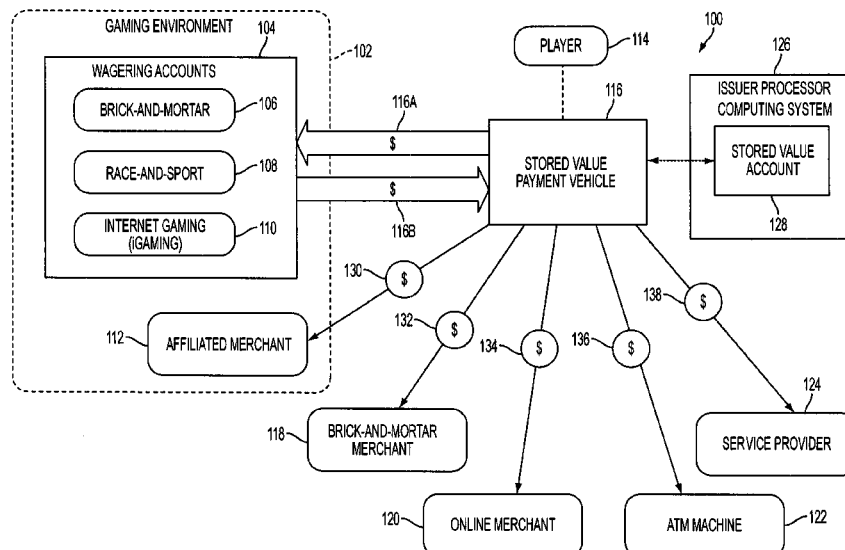 GAMING ENVIRONMENT
104
102
WAGERING ACCOUNTS
BRICK-AND-MORTAR
106
RACE-AND-SPORT
108
INTERNET GAMING
(iGAMING)
110
116A
$
$
116B
PLAYER
114
100
116
STORED VALUE
PAYMENT VEHICLE
126
ISSUER PROCESSOR
COMPUTING SYSTEM
STORED VALUE
ACCOUNT
128
130
$
132
$
134
$
136
$
138
$
112
AFFILIATED MERCHANT
118
BRICK-AND-MORTAR
MERCHANT
120
ONLINE MERCHANT
ATM MACHINE
122
124
SERVICE PROVIDER